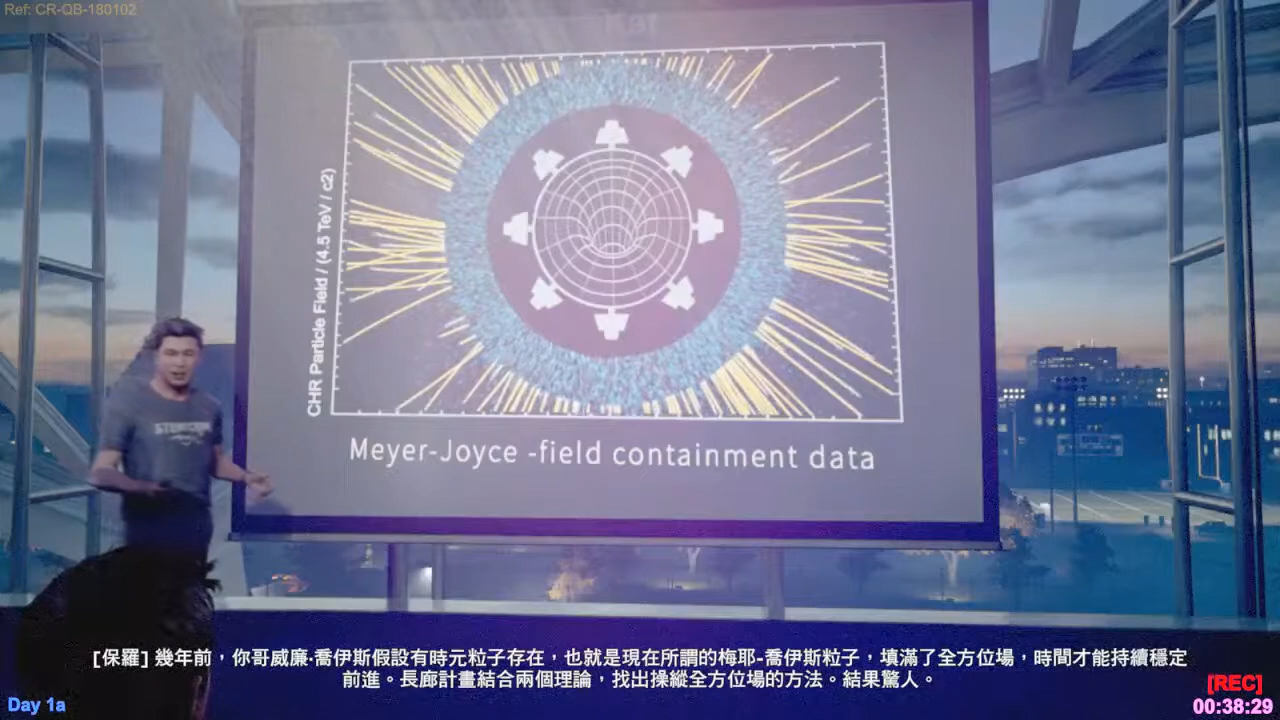 Ref: CR-QB-180102
CHR Particle Field / (4.5 TeV / c2)
Meyer-Joyce -field containment data
[保羅] 幾年前，你哥威廉·喬伊斯假設有時元粒子存在，也就是現在所謂的梅耶-喬伊斯粒子，填滿了全方位場，時間才能持續穩定
前進。長廊計畫結合兩個理論，找出操縱全方位場的方法。結果驚人。
Day 1a
[REC]
00:38:29